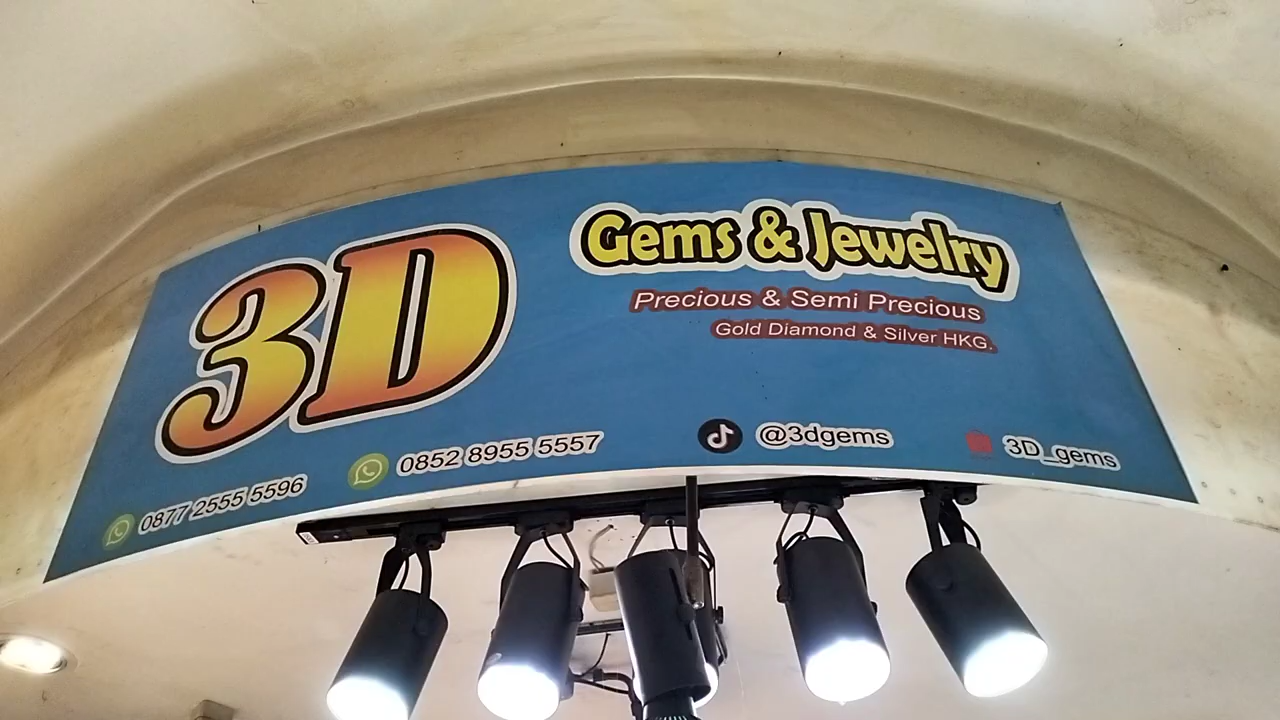 3D
Gems & Jewelry
Precious & Semi Precious
Gold Diamond & Silver HKG.
0877 2555 5596
0852 8955 5557
@3dgems
3D_gems